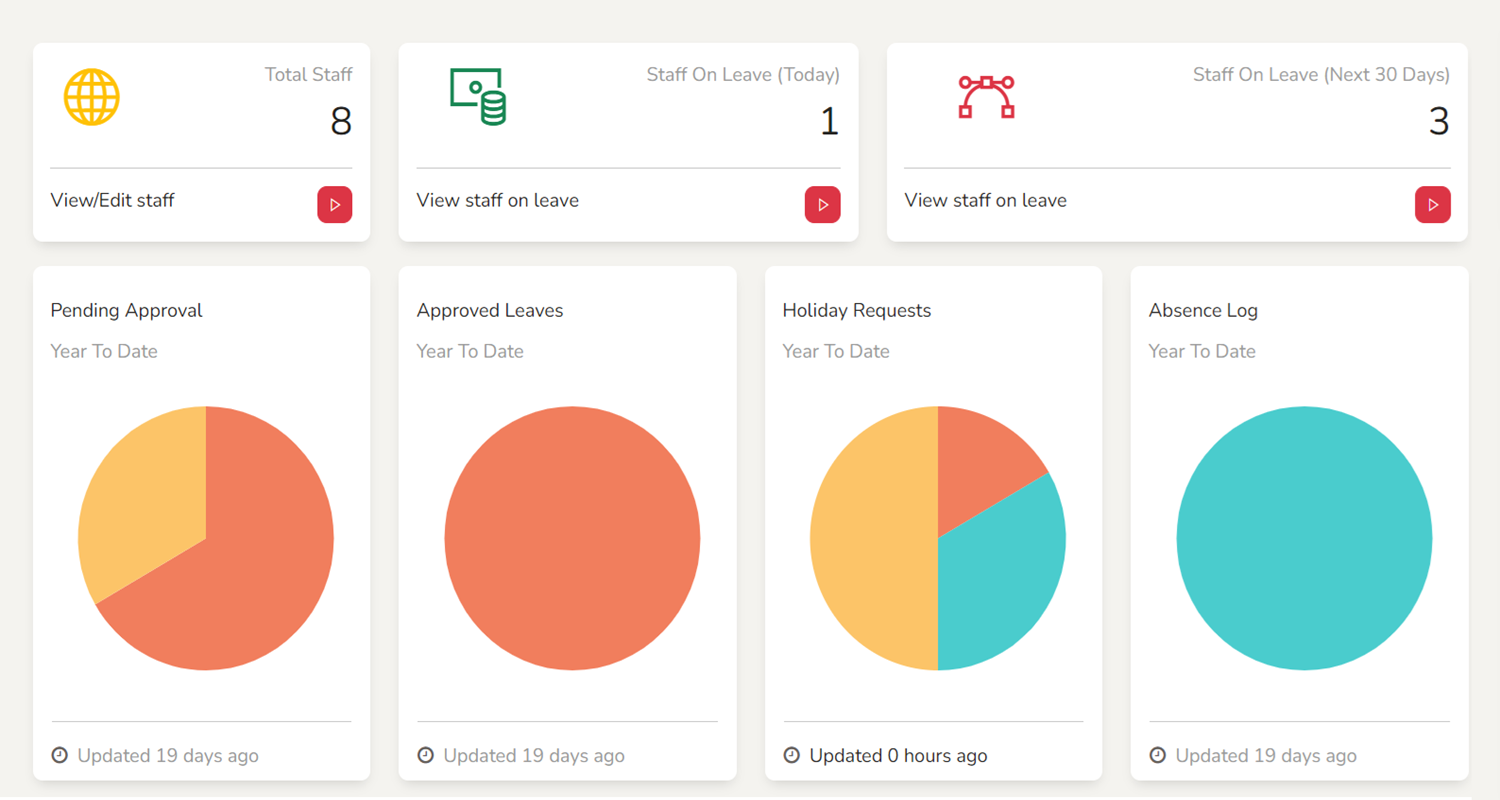 Total Staff
8
View/Edit staff
Staff On Leave (Today)
1
View staff on leave
Staff On Leave (Next 30 Days)
3
View staff on leave
Pending Approval
Year To Date
Updated 19 days ago
Approved Leaves
Year To Date
Updated 19 days ago
Holiday Requests
Year To Date
Updated 0 hours ago
Absence Log
Year To Date
Updated 19 days ago